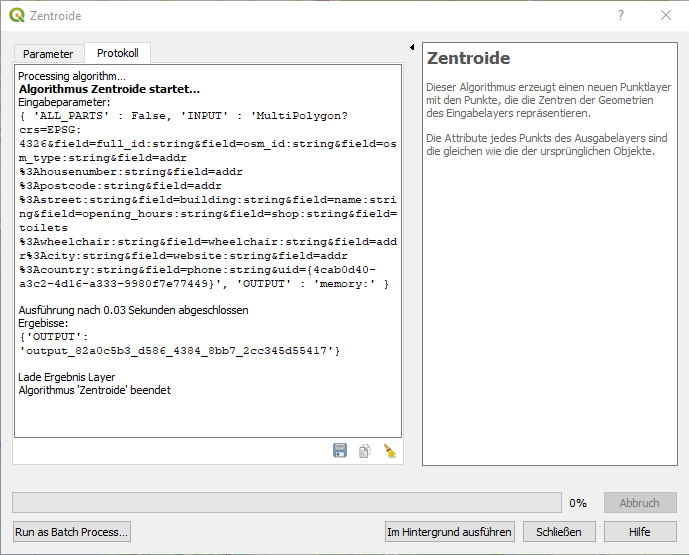 Zentroide
Parameter
Protokoll
Processing algorithm…
Algorithmus Zentroide startet…
Eingabeparameter:
{ 'ALL_PARTS' : False, 'INPUT' : 'MultiPolygon?
crs=EPSG:
4326&field=full_id:string&field=osm_id:string&field=os
m_type:string&field=addr
%3Ahousenumber:string&field=addr
%3Apostcode:string&field=addr
%3Astreet:string&field=building:string&field=name:stri
ng&field=opening_hours:string&field=shop:string&field=
toilets
%3Awheelchair:string&field=wheelchair:string&field=add
r%3Acity:string&field=website:string&field=addr
%3Acountry:string&field=phone:string&uid={4cab0d40-
a3c2-4d16-a333-9980f7e77449}', 'OUTPUT' : 'memory:' }
Ausführung nach 0.03 Sekunden abgeschlossen
Ergebisse:
{'OUTPUT':
'output_82a0c5b3_d586_4384_8bb7_2cc345d55417'}
Lade Ergebnis Layer
Algorithmus 'Zentroide' beendet
Zentroide
Dieser Algorithmus erzeugt einen neuen Punktlayer
mit den Punkte, die die Zentren der Geometrien
des Eingabelayers repräsentieren.
Die Attribute jedes Punkts des Ausgabelayers sind
die gleichen wie die der ursprünglichen Objekte.
0%
Abbruch
Run as Batch Process…
Im Hintergrund ausführen
Schließen
Hilfe